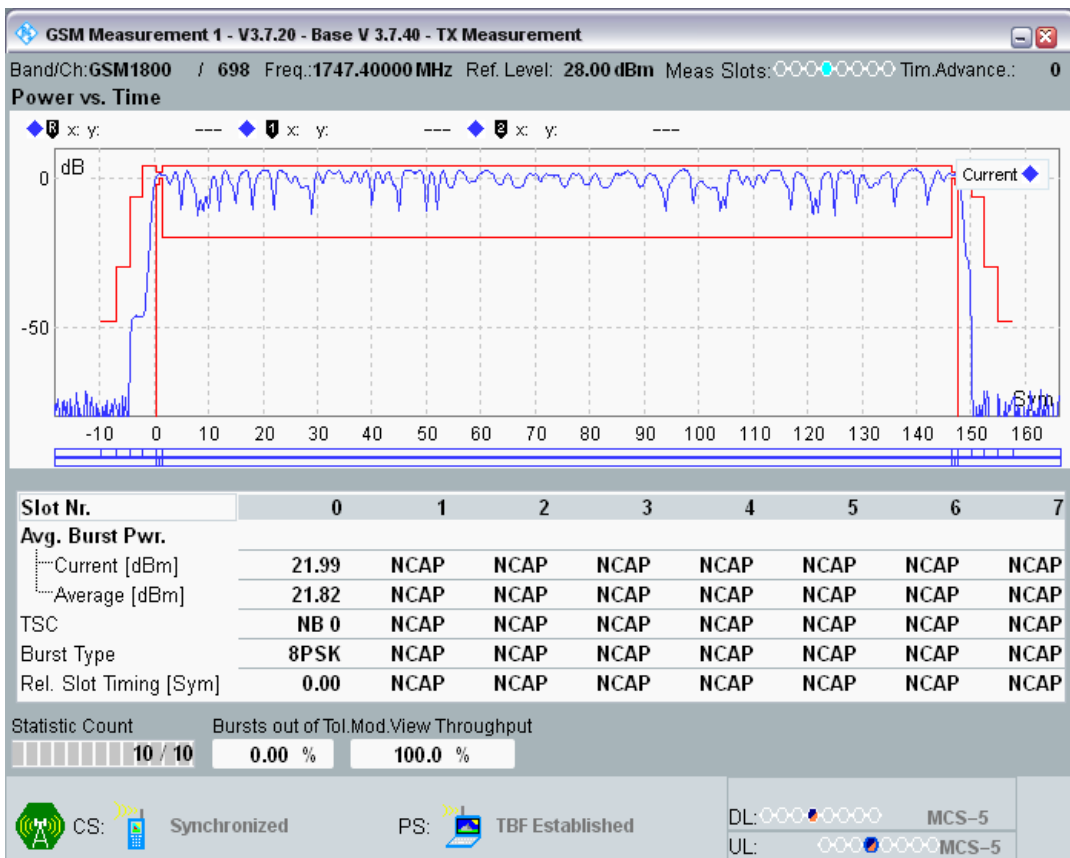 GSM Measurement 1 - V3.7.20 - Base V 3.7.40 - TX Measurement
Band/Ch:GSM1800 / 698 Freq.:1747.40000 MHz Ref. Level: 28.00 dBm Meas Slots: Tim.Advance.: 0
Power vs. Time
R x: y: --- 1 x: y: --- 2 x: y: ---
dB
0
Current
-50
Sym
-10 0 10 20 30 40 50 60 70 80 90 100 110 120 130 140 150 160
Slot Nr. 0 1 2 3 4 5 6 7
Avg. Burst Pwr.
Current [dBm] 21.99 NCAP NCAP NCAP NCAP NCAP NCAP NCAP
Average [dBm] 21.82 NCAP NCAP NCAP NCAP NCAP NCAP NCAP
TSC NB 0 NCAP NCAP NCAP NCAP NCAP NCAP NCAP
Burst Type 8PSK NCAP NCAP NCAP NCAP NCAP NCAP NCAP
Rel. Slot Timing [Sym] 0.00 NCAP NCAP NCAP NCAP NCAP NCAP NCAP
Statistic Count Bursts out of Tol.Mod.View Throughput
10 / 10 0.00 % 100.0 %
CS: Synchronized PS: TBF Established
DL: MCS-5
UL: MCS-5